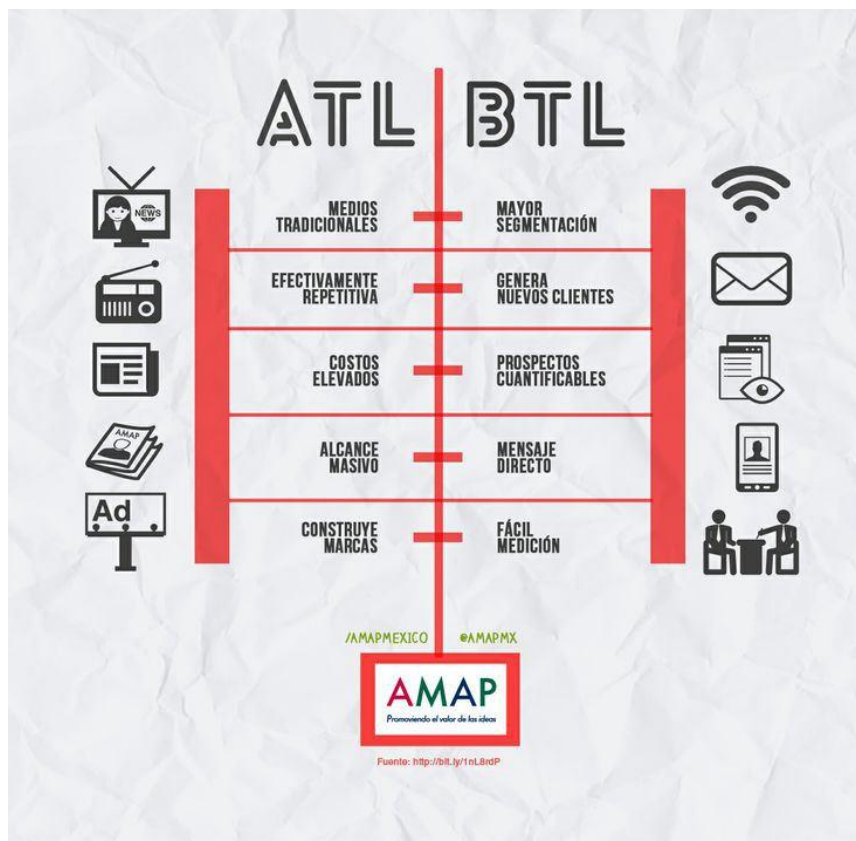 ATL
BTL
NEWS
MEDIOS
TRADICIONALES
MAYOR
SEGMENTACIÓN
EFECTIVAMENTE
REPETITIVA
GENERA
NUEVOS CLIENTES
COSTOS
ELEVADOS
PROSPECTOS
CUANTIFICABLES
AMAP
ALCANCE
MASIVO
MENSAJE
DIRECTO
Ad
CONSTRUYE
MARCAS
FÁCIL
MEDICIÓN
/AMAPMEXICO
@AMAPMX
AMAP
Promoviendo el valor de las ideas
Fuente: http://bit.ly/1nL8rdP